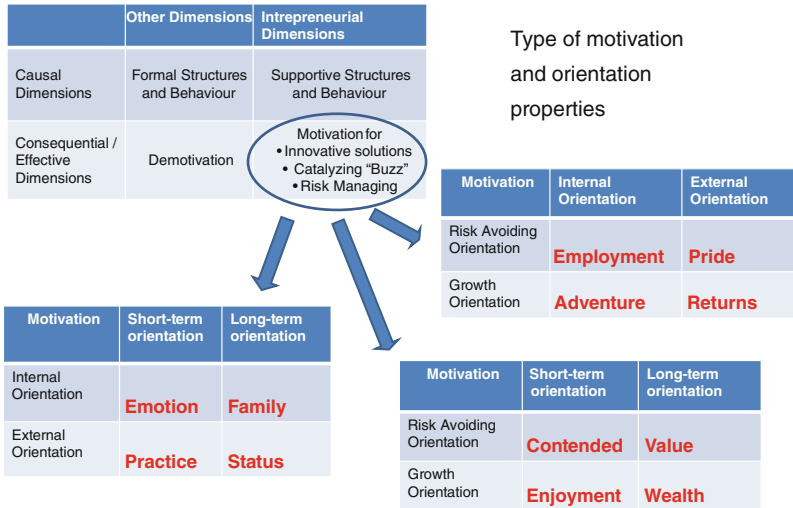 Other Dimensions Intrepreneurial Dimensions
Causal Dimensions Formal Structures and Behaviour Supportive Structures and Behaviour
Consequential / Effective Dimensions Demotivation Motivation for
• Innovative solutions
• Catalyzing “Buzz”
• Risk Managing
Type of motivation
and orientation
properties
Motivation Internal Orientation External Orientation
Risk Avoiding Orientation Employment Pride
Growth Orientation Adventure Returns
Motivation Short-term orientation Long-term orientation
Internal Orientation Emotion Family
External Orientation Practice Status
Motivation Short-term orientation Long-term orientation
Risk Avoiding Orientation Contended Value
Growth Orientation Enjoyment Wealth